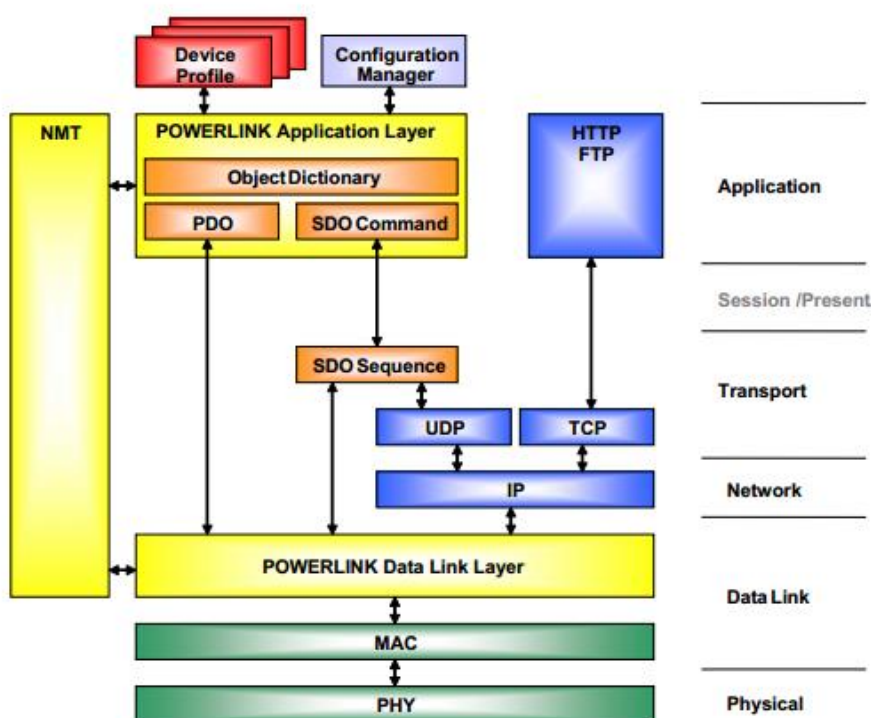 Device
Profile
Configuration
Manager
NMT
POWERLINK Application Layer
HTTP
FTP
Object Dictionary
Application
PDO
SDO Command
Session /Present
SDO Sequence
Transport
UDP
TCP
IP
Network
POWERLINK Data Link Layer
Data Link
MAC
PHY
Physical